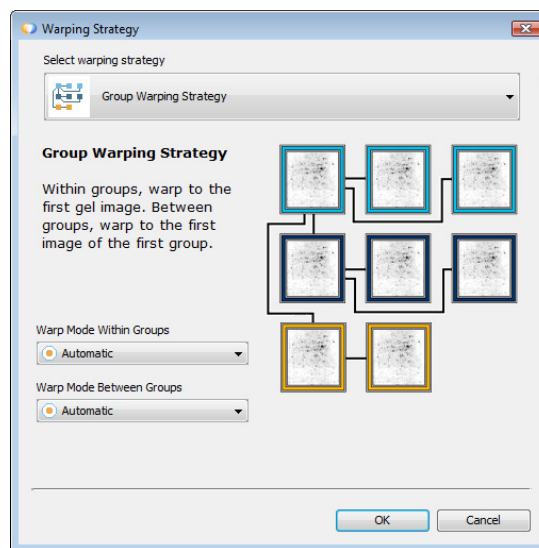 Warping Strategy
Select warping strategy
Group Warping Strategy
Group Warping Strategy
Within groups, warp to the
first gel image. Between
groups, warp to the first
image of the first group.
Warp Mode Within Groups
Automatic
Warp Mode Between Groups
Automatic
OK
Cancel